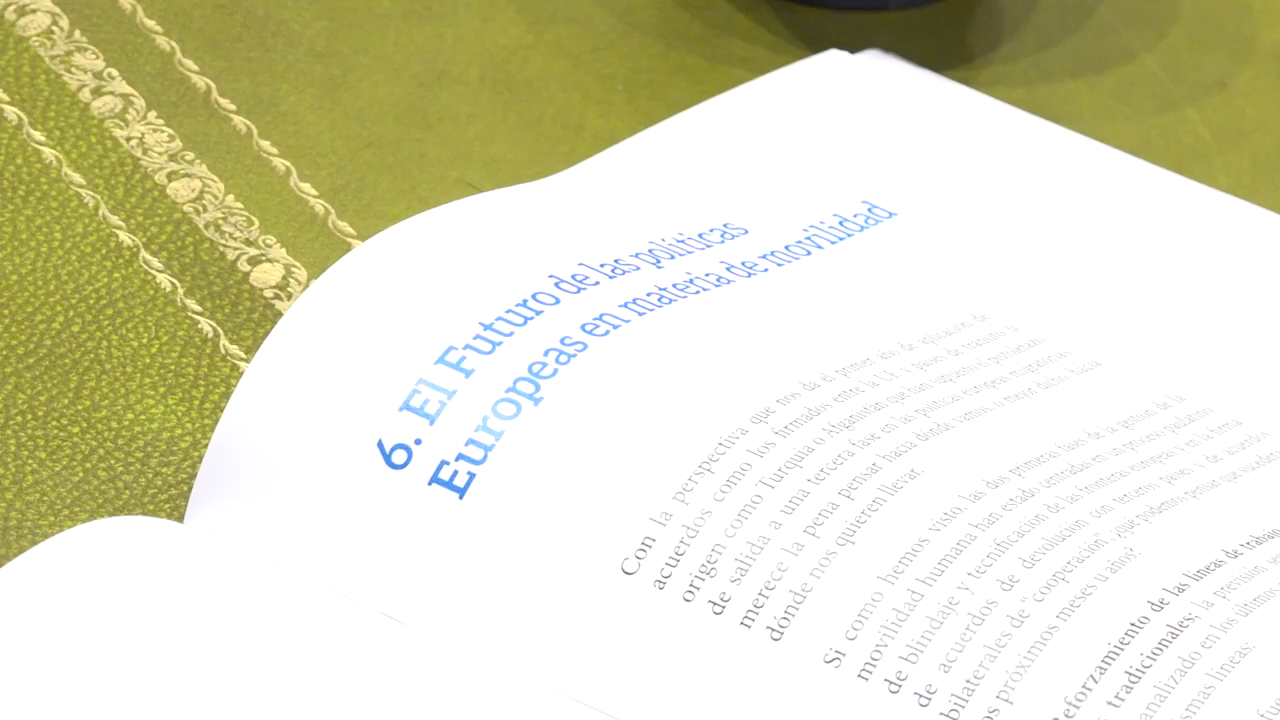 6. El Futuro de las políticas
Europeas en materia de movilidad
Con la perspectiva que nos da el primer año de aplicación de
acuerdos como los firmados entre la UE y países de tránsito u
origen como Turquía o Afganistán que han supuesto el
de salida a una tercera fase en las políticas europeas migratorias,
merece la pena pensar hacia dónde vamos, o mejor dicho, hacia
dónde nos quieren llevar.
Si como hemos visto, las dos primeras fases de la gestión de la
movilidad humana han estado centradas en un proceso paulatino
de blindaje y tecnificación de las fronteras europeas y en la firma
de acuerdos de devolución con terceros países y de acuerdos
bilaterales de “cooperación”, ¿qué podemos pensar que
os próximos meses u años?
eforzamiento de las líneas de trabajo
tradicionales; la previsión
analizado en los últimos
smas líneas: